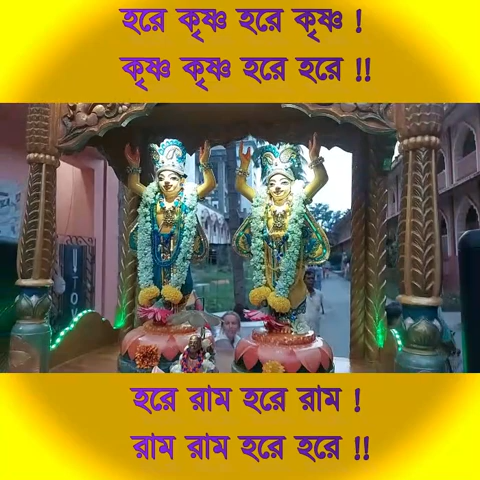 হরে কৃষ্ণ হরে কৃষ্ণ !
কৃষ্ণ কৃষ্ণ হরে হরে !!
হরে রাম হরে রাম !
রাম রাম হরে হরে !!